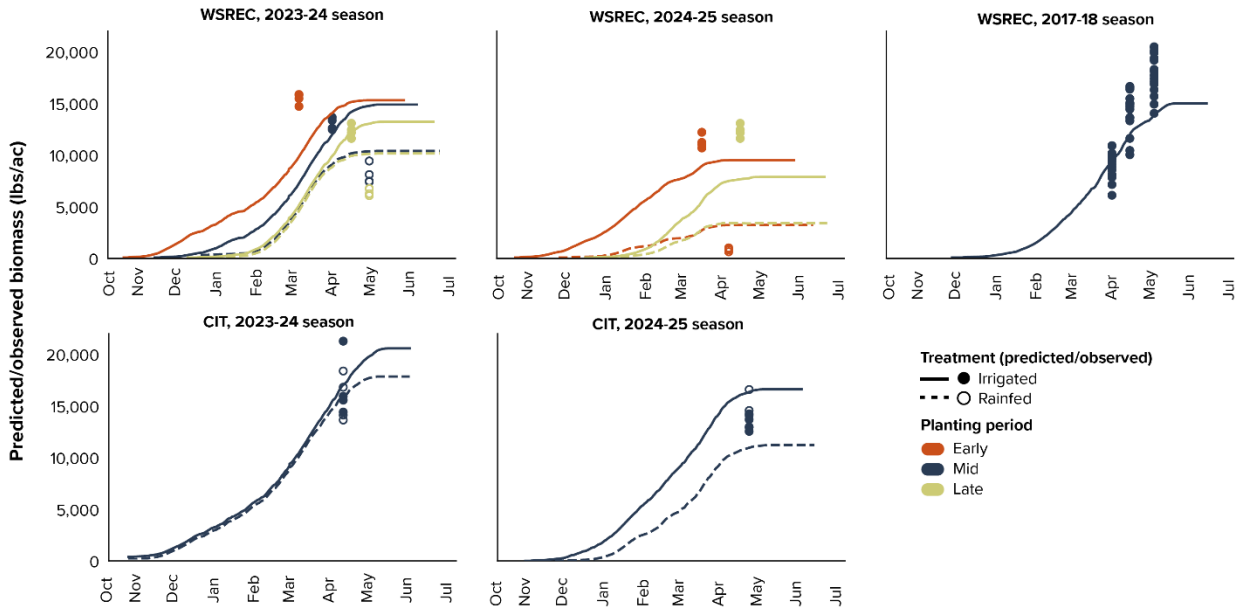 WSREC, 2023-24 season
WSREC, 2024-25 season
WSREC, 2017-18 season
Predicted/observed biomass (lbs/ac)
20,000
15,000
10,000
5,000
0
Oct Nov Dec Jan Feb Mar Apr May Jun Jul
Oct Nov Dec Jan Feb Mar Apr May Jun Jul
Oct Nov Dec Jan Feb Mar Apr May Jun Jul
CIT, 2023-24 season
CIT, 2024-25 season
20,000
15,000
10,000
5,000
0
Oct Nov Dec Jan Feb Mar Apr May Jun Jul
Oct Nov Dec Jan Feb Mar Apr May Jun Jul
Treatment (predicted/observed)
Irrigated
Rainfed
Planting period
Early
Mid
Late